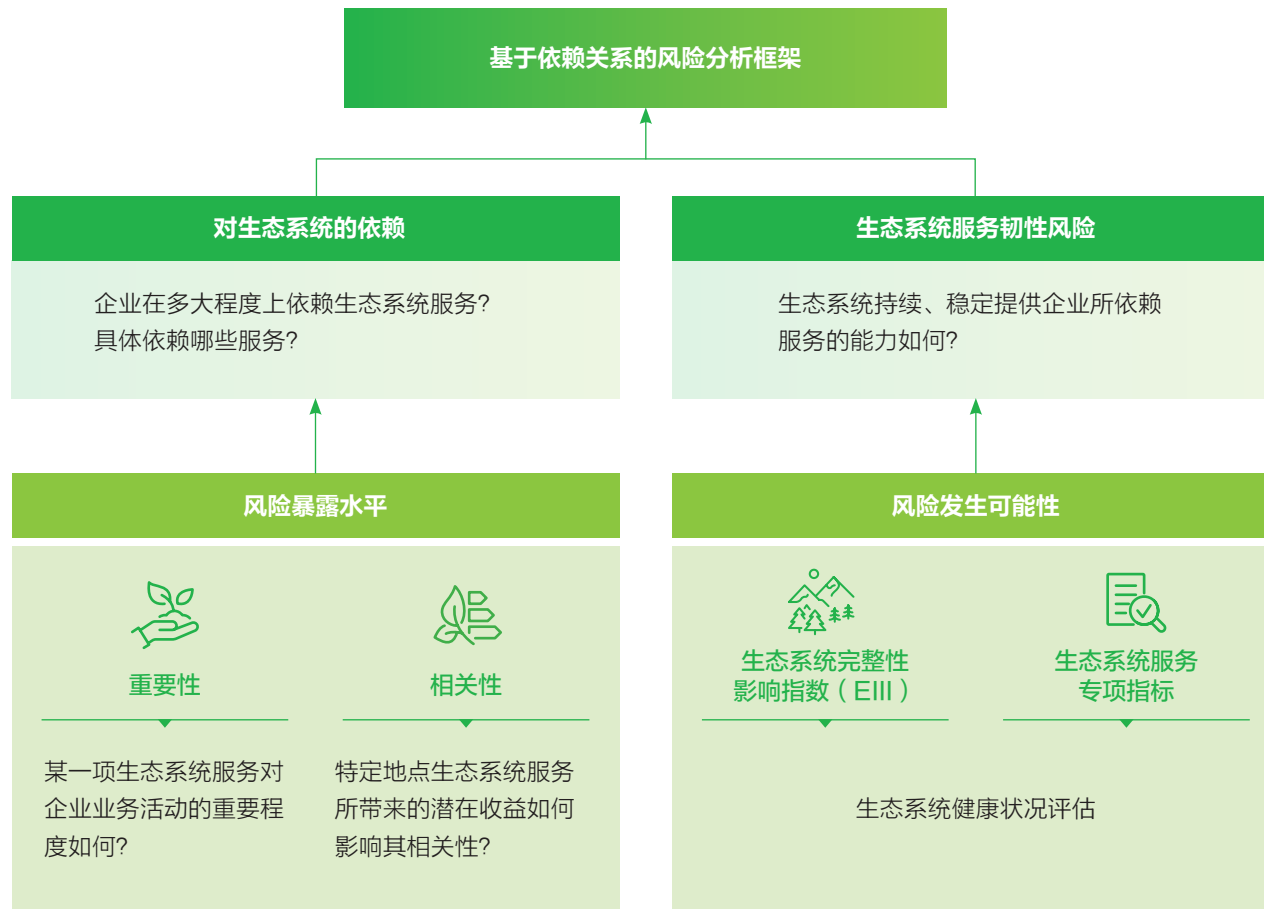 基于依赖关系的风险分析框架
对生态系统的依赖
企业在多大程度上依赖生态系统服务?
具体依赖哪些服务?
生态系统服务韧性风险
生态系统持续、稳定提供企业所依赖
服务的能力如何?
风险暴露水平
重要性
某一项生态系统服务对
企业业务活动的重要程
度如何?
相关性
特定地点生态系统服务
所带来的潜在收益如何
影响其相关性?
风险发生可能性
生态系统完整性
影响指数（EIII）
生态系统服务
专项指标
生态系统健康状况评估